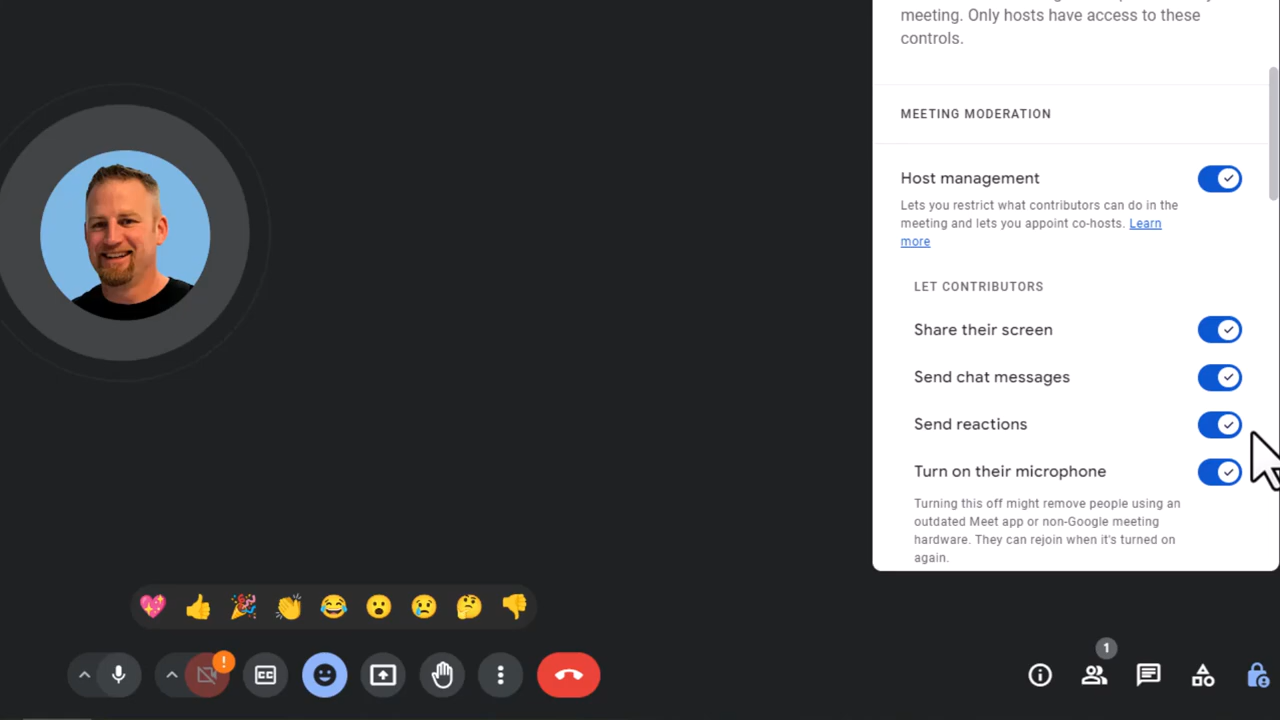 meeting. Only hosts have access to these
controls.
MEETING MODERATION
Host management
Lets you restrict what contributors can do in the
meeting and lets you appoint co-hosts. Learn
more
LET CONTRIBUTORS
Share their screen
Send chat messages
Send reactions
Turn on their microphone
Turning this off might remove people using an
outdated Meet app or non-Google meeting
hardware. They can rejoin when it's turned on
again.
!
CC
1